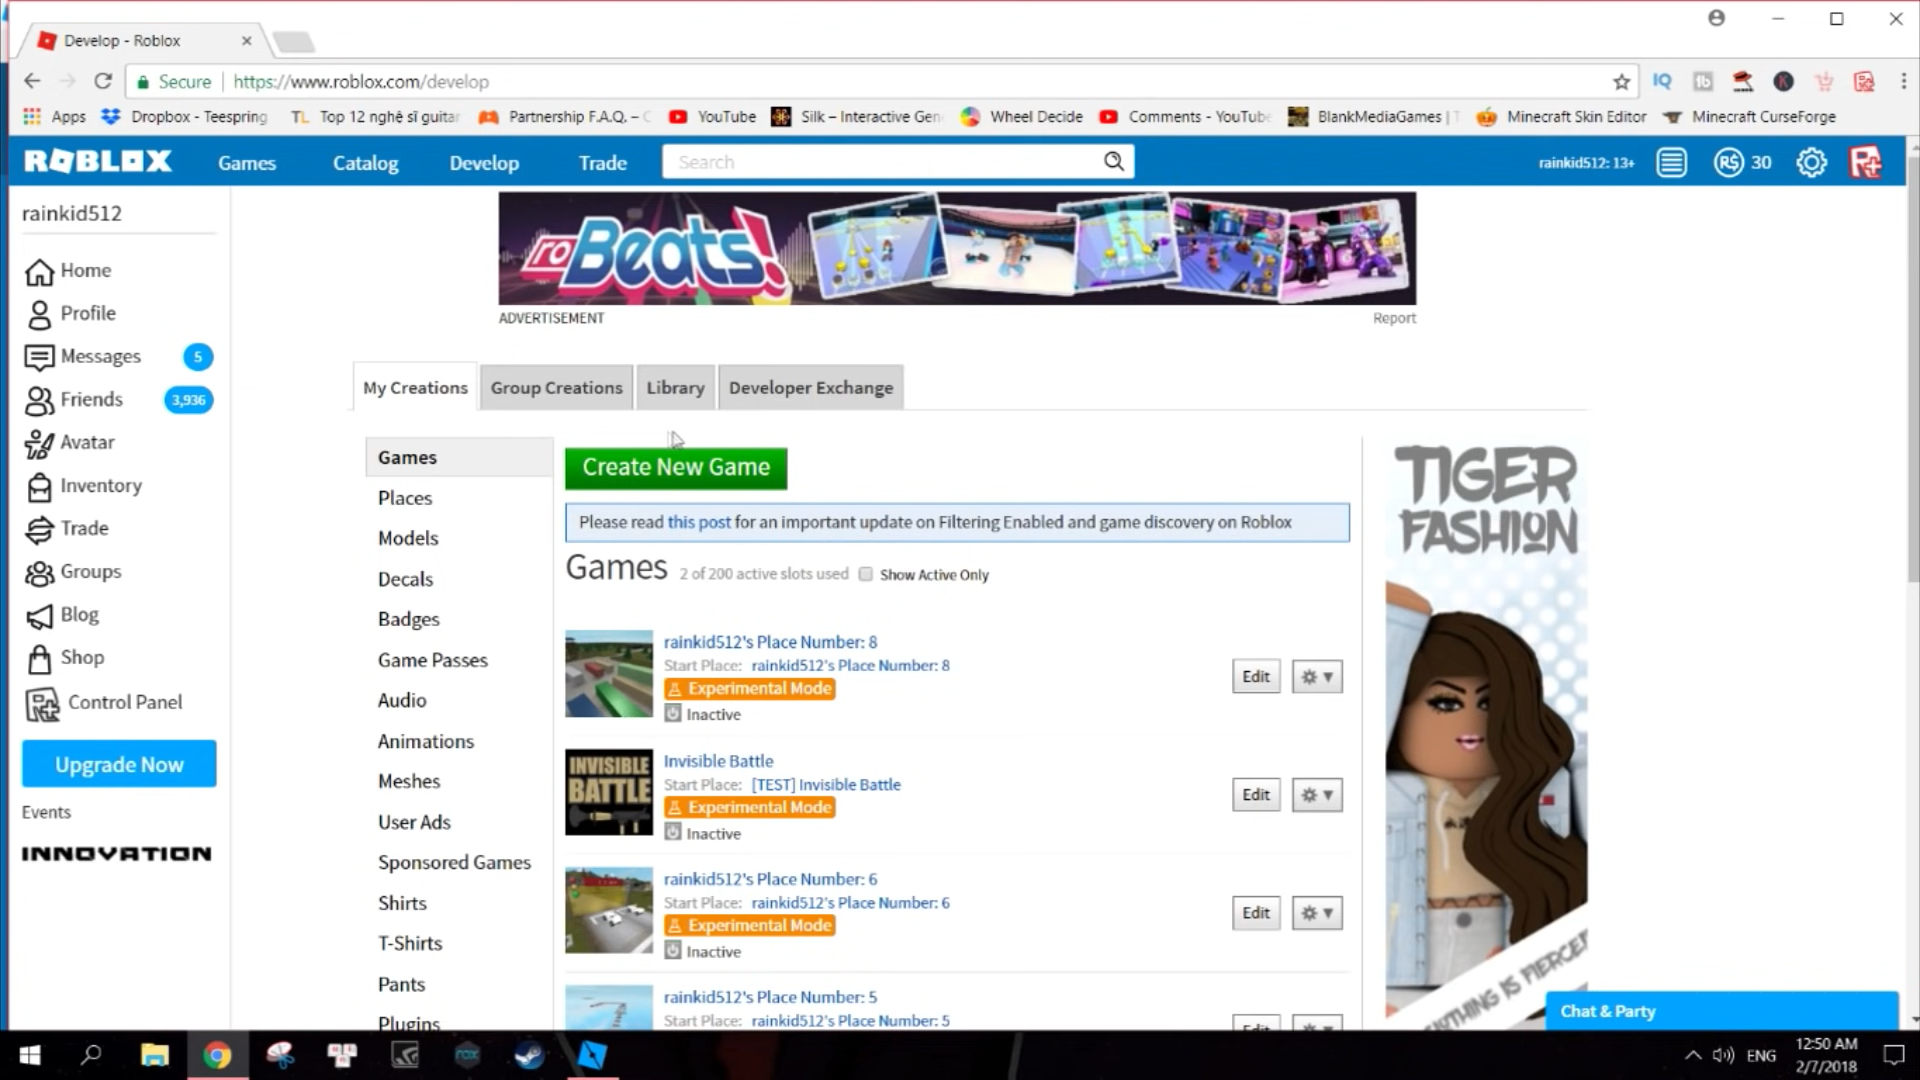 Develop - Roblox
Secure https://www.roblox.com/develop
Apps Dropbox - Teespring Top 12 nghệ sĩ guitar Partnership F.A.Q. – YouTube Silk – Interactive Gen Wheel Decide Comments - YouTube BlankMediaGames | Minecraft Skin Editor Minecraft CurseForge
ROBLOX Games Catalog Develop Trade Search rainkid512: 13+ R$ 30
rainkid512
Home
Profile
Messages 5
Friends 3,936
Avatar
Inventory
Trade
Groups
Blog
Shop
Control Panel
Upgrade Now
Events
INNOVATION
roBeats!
ADVERTISEMENT Report
My Creations Group Creations Library Developer Exchange
Games
Places
Models
Decals
Badges
Game Passes
Audio
Animations
Meshes
User Ads
Sponsored Games
Shirts
T-Shirts
Pants
Plugins
Create New Game
Please read this post for an important update on Filtering Enabled and game discovery on Roblox
Games 2 of 200 active slots used Show Active Only
rainkid512's Place Number: 8
Start Place: rainkid512's Place Number: 8
Experimental Mode
Inactive
Edit
INVISIBLE BATTLE
Invisible Battle
Start Place: [TEST] Invisible Battle
Experimental Mode
Inactive
Edit
rainkid512's Place Number: 6
Start Place: rainkid512's Place Number: 6
Experimental Mode
Inactive
Edit
rainkid512's Place Number: 5
Start Place: rainkid512's Place Number: 5
Edit
TIGER
FASHION
IS FIERCER
Chat & Party
ENG
12:50 AM
2/7/2018